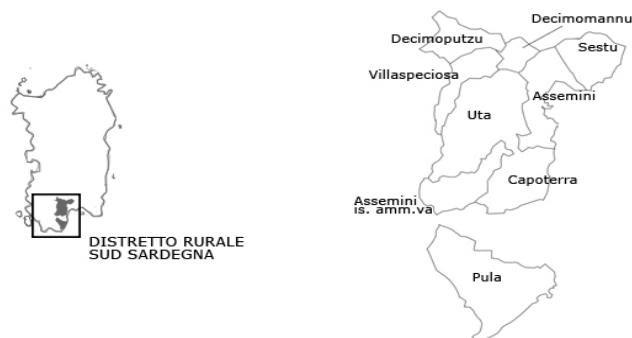 DISTRETTO RURALE
SUD SARDEGNA
Decimomannu
Decimoputzu
Sestu
Villaspeciosa
Assemini
Uta
Capoterra
Assemini
is. amm.va
Pula